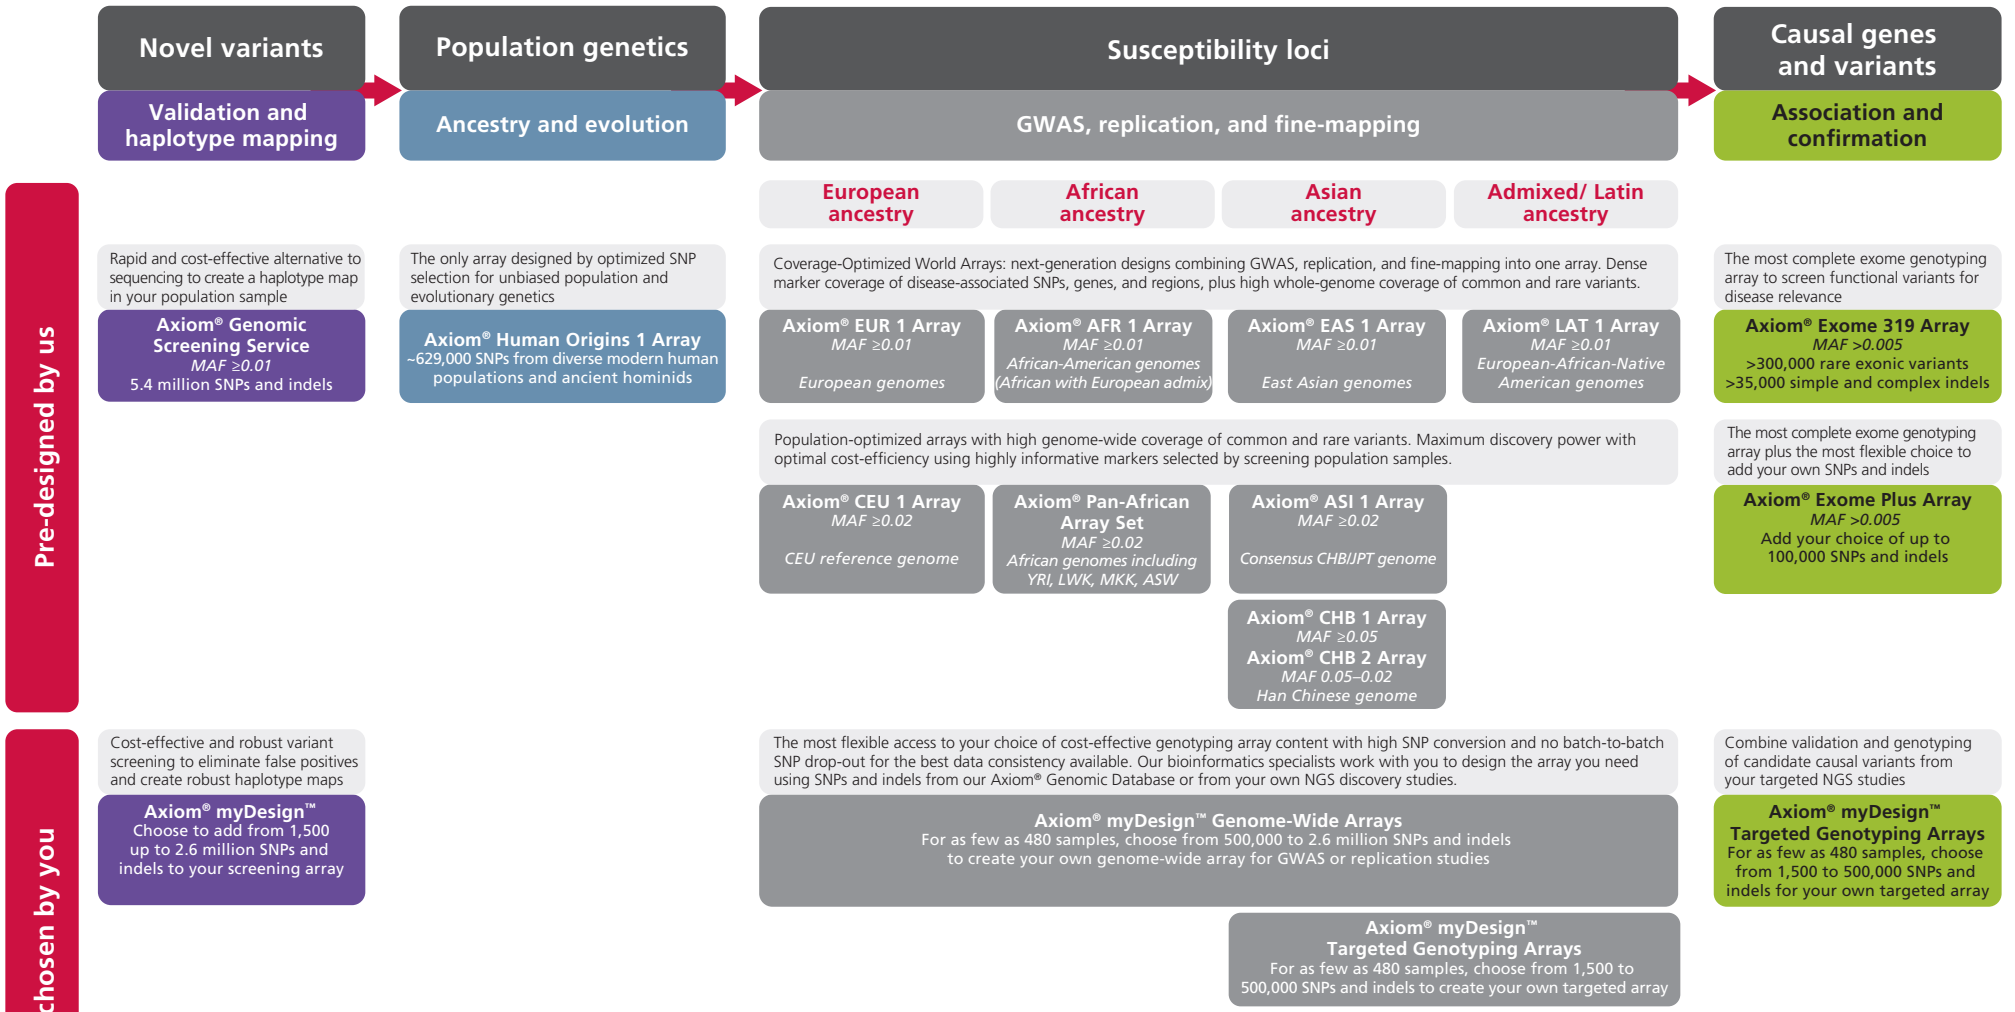 Novel variants
Validation and
haplotype mapping
Population genetics
Ancestry and evolution
Susceptibility loci
GWAS, replication, and fine-mapping
Causal genes
and variants
Association and
confirmation
Pre-designed by us
European
ancestry
African
ancestry
Asian
ancestry
Admixed/ Latin
ancestry
Rapid and cost-effective alternative to
sequencing to create a haplotype map
in your population sample
Axiom® Genomic
Screening Service
MAF ≥0.01
5.4 million SNPs and indels
The only array designed by optimized SNP
selection for unbiased population and
evolutionary genetics
Axiom® Human Origins 1 Array
~629,000 SNPs from diverse modern human
populations and ancient hominids
Coverage-Optimized World Arrays: next-generation designs combining GWAS, replication, and fine-mapping into one array. Dense
marker coverage of disease-associated SNPs, genes, and regions, plus high whole-genome coverage of common and rare variants.
Axiom® EUR 1 Array
MAF ≥0.01
European genomes
Axiom® AFR 1 Array
MAF ≥0.01
African-American genomes
(African with European admix)
Axiom® EAS 1 Array
MAF ≥0.01
East Asian genomes
Axiom® LAT 1 Array
MAF ≥0.01
European-African-Native
American genomes
The most complete exome genotyping
array to screen functional variants for
disease relevance
Axiom® Exome 319 Array
MAF >0.005
>300,000 rare exonic variants
>35,000 simple and complex indels
Population-optimized arrays with high genome-wide coverage of common and rare variants. Maximum discovery power with
optimal cost-efficiency using highly informative markers selected by screening population samples.
Axiom® CEU 1 Array
MAF ≥0.02
CEU reference genome
Axiom® Pan-African
Array Set
MAF ≥0.02
African genomes including
YRI, LWK, MKK, ASW
Axiom® ASI 1 Array
MAF ≥0.02
Consensus CHB/JPT genome
Axiom® CHB 1 Array
MAF ≥0.05
Axiom® CHB 2 Array
MAF 0.05–0.02
Han Chinese genome
The most complete exome genotyping
array plus the most flexible choice to
add your own SNPs and indels
Axiom® Exome Plus Array
MAF >0.005
Add your choice of up to
100,000 SNPs and indels
chosen by you
Cost-effective and robust variant
screening to eliminate false positives
and create robust haplotype maps
Axiom® myDesign™
Choose to add from 1,500
up to 2.6 million SNPs and
indels to your screening array
The most flexible access to your choice of cost-effective genotyping array content with high SNP conversion and no batch-to-batch
SNP drop-out for the best data consistency available. Our bioinformatics specialists work with you to design the array you need
using SNPs and indels from our Axiom® Genomic Database or from your own NGS discovery studies.
Axiom® myDesign™ Genome-Wide Arrays
For as few as 480 samples, choose from 500,000 to 2.6 million SNPs and indels
to create your own genome-wide array for GWAS or replication studies
Axiom® myDesign™
Targeted Genotyping Arrays
For as few as 480 samples, choose from 1,500 to
500,000 SNPs and indels to create your own targeted array
Combine validation and genotyping
of candidate causal variants from
your targeted NGS studies
Axiom® myDesign™
Targeted Genotyping Arrays
For as few as 480 samples, choose
from 1,500 to 500,000 SNPs and
indels for your own targeted array